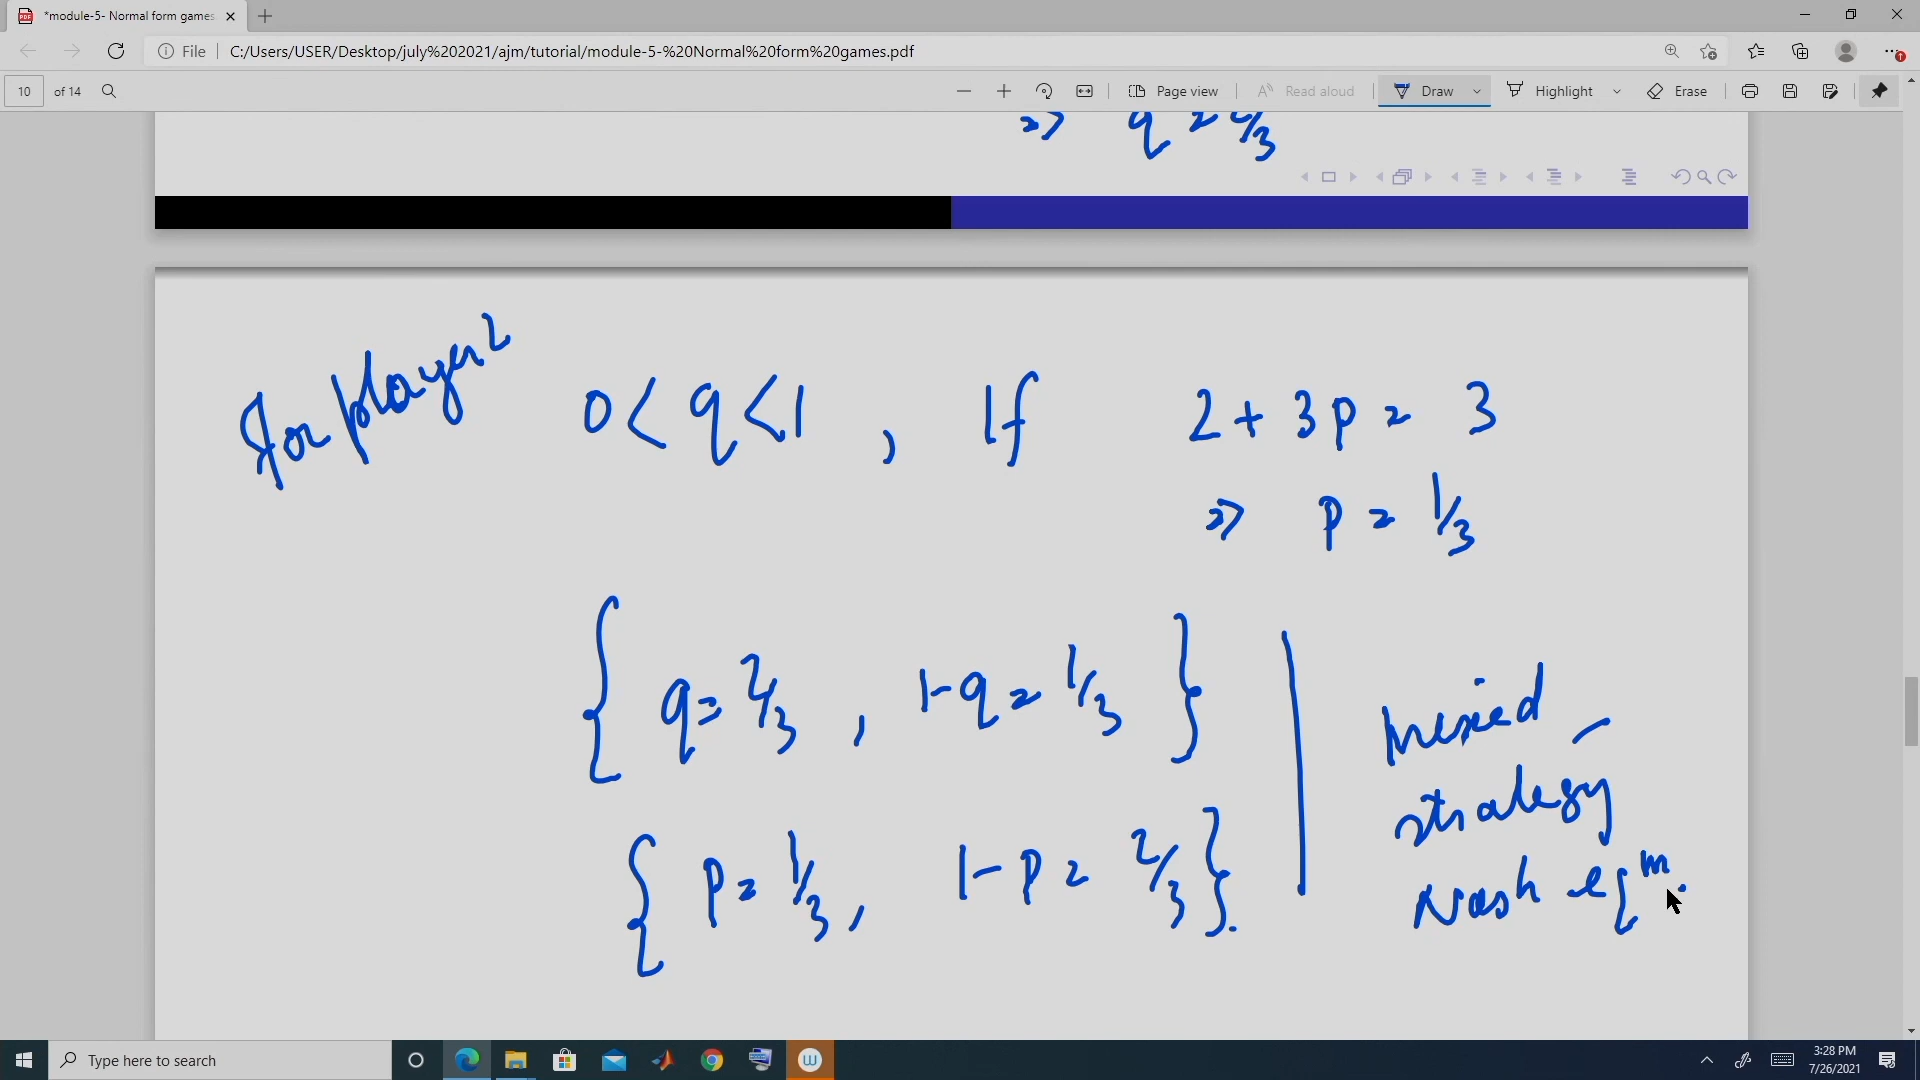 *module-5- Normal form games
File
C:/Users/USER/Desktop/july%202021/ajm/tutorial/module-5-%20Normal%20form%20games.pdf
10 of 14
Page view
Read aloud
Draw
Highlight
Erase
=> q = 2/3
For player 2
0 < q < 1 , If 2 + 3p = 3
=> p = 1/3
{ q = 2/3 , 1-q = 1/3 }
mixed -
strategy
{ p = 1/3 , 1-p = 2/3 }.
Nash eqm.
Type here to search
3:28 PM
7/26/2021